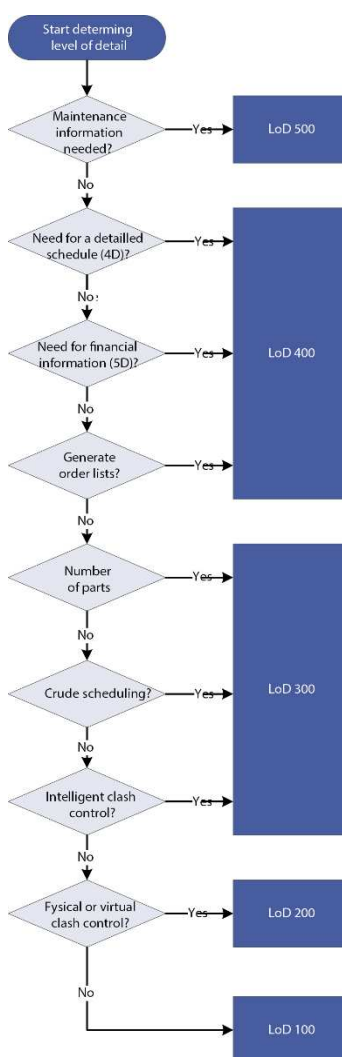 Start determing
level of detail
Maintenance
information
needed?
Yes
LoD 500
No
Need for a detailled
schedule (4D)?
Yes
No
Need for financial
information (5D)?
Yes
LoD 400
No
Generate
order lists?
Yes
No
Number
of parts
Yes
No
Crude scheduling?
Yes
LoD 300
No
Intelligent clash
control?
Yes
No
Fysical or virtual
clash control?
Yes
LoD 200
No
LoD 100